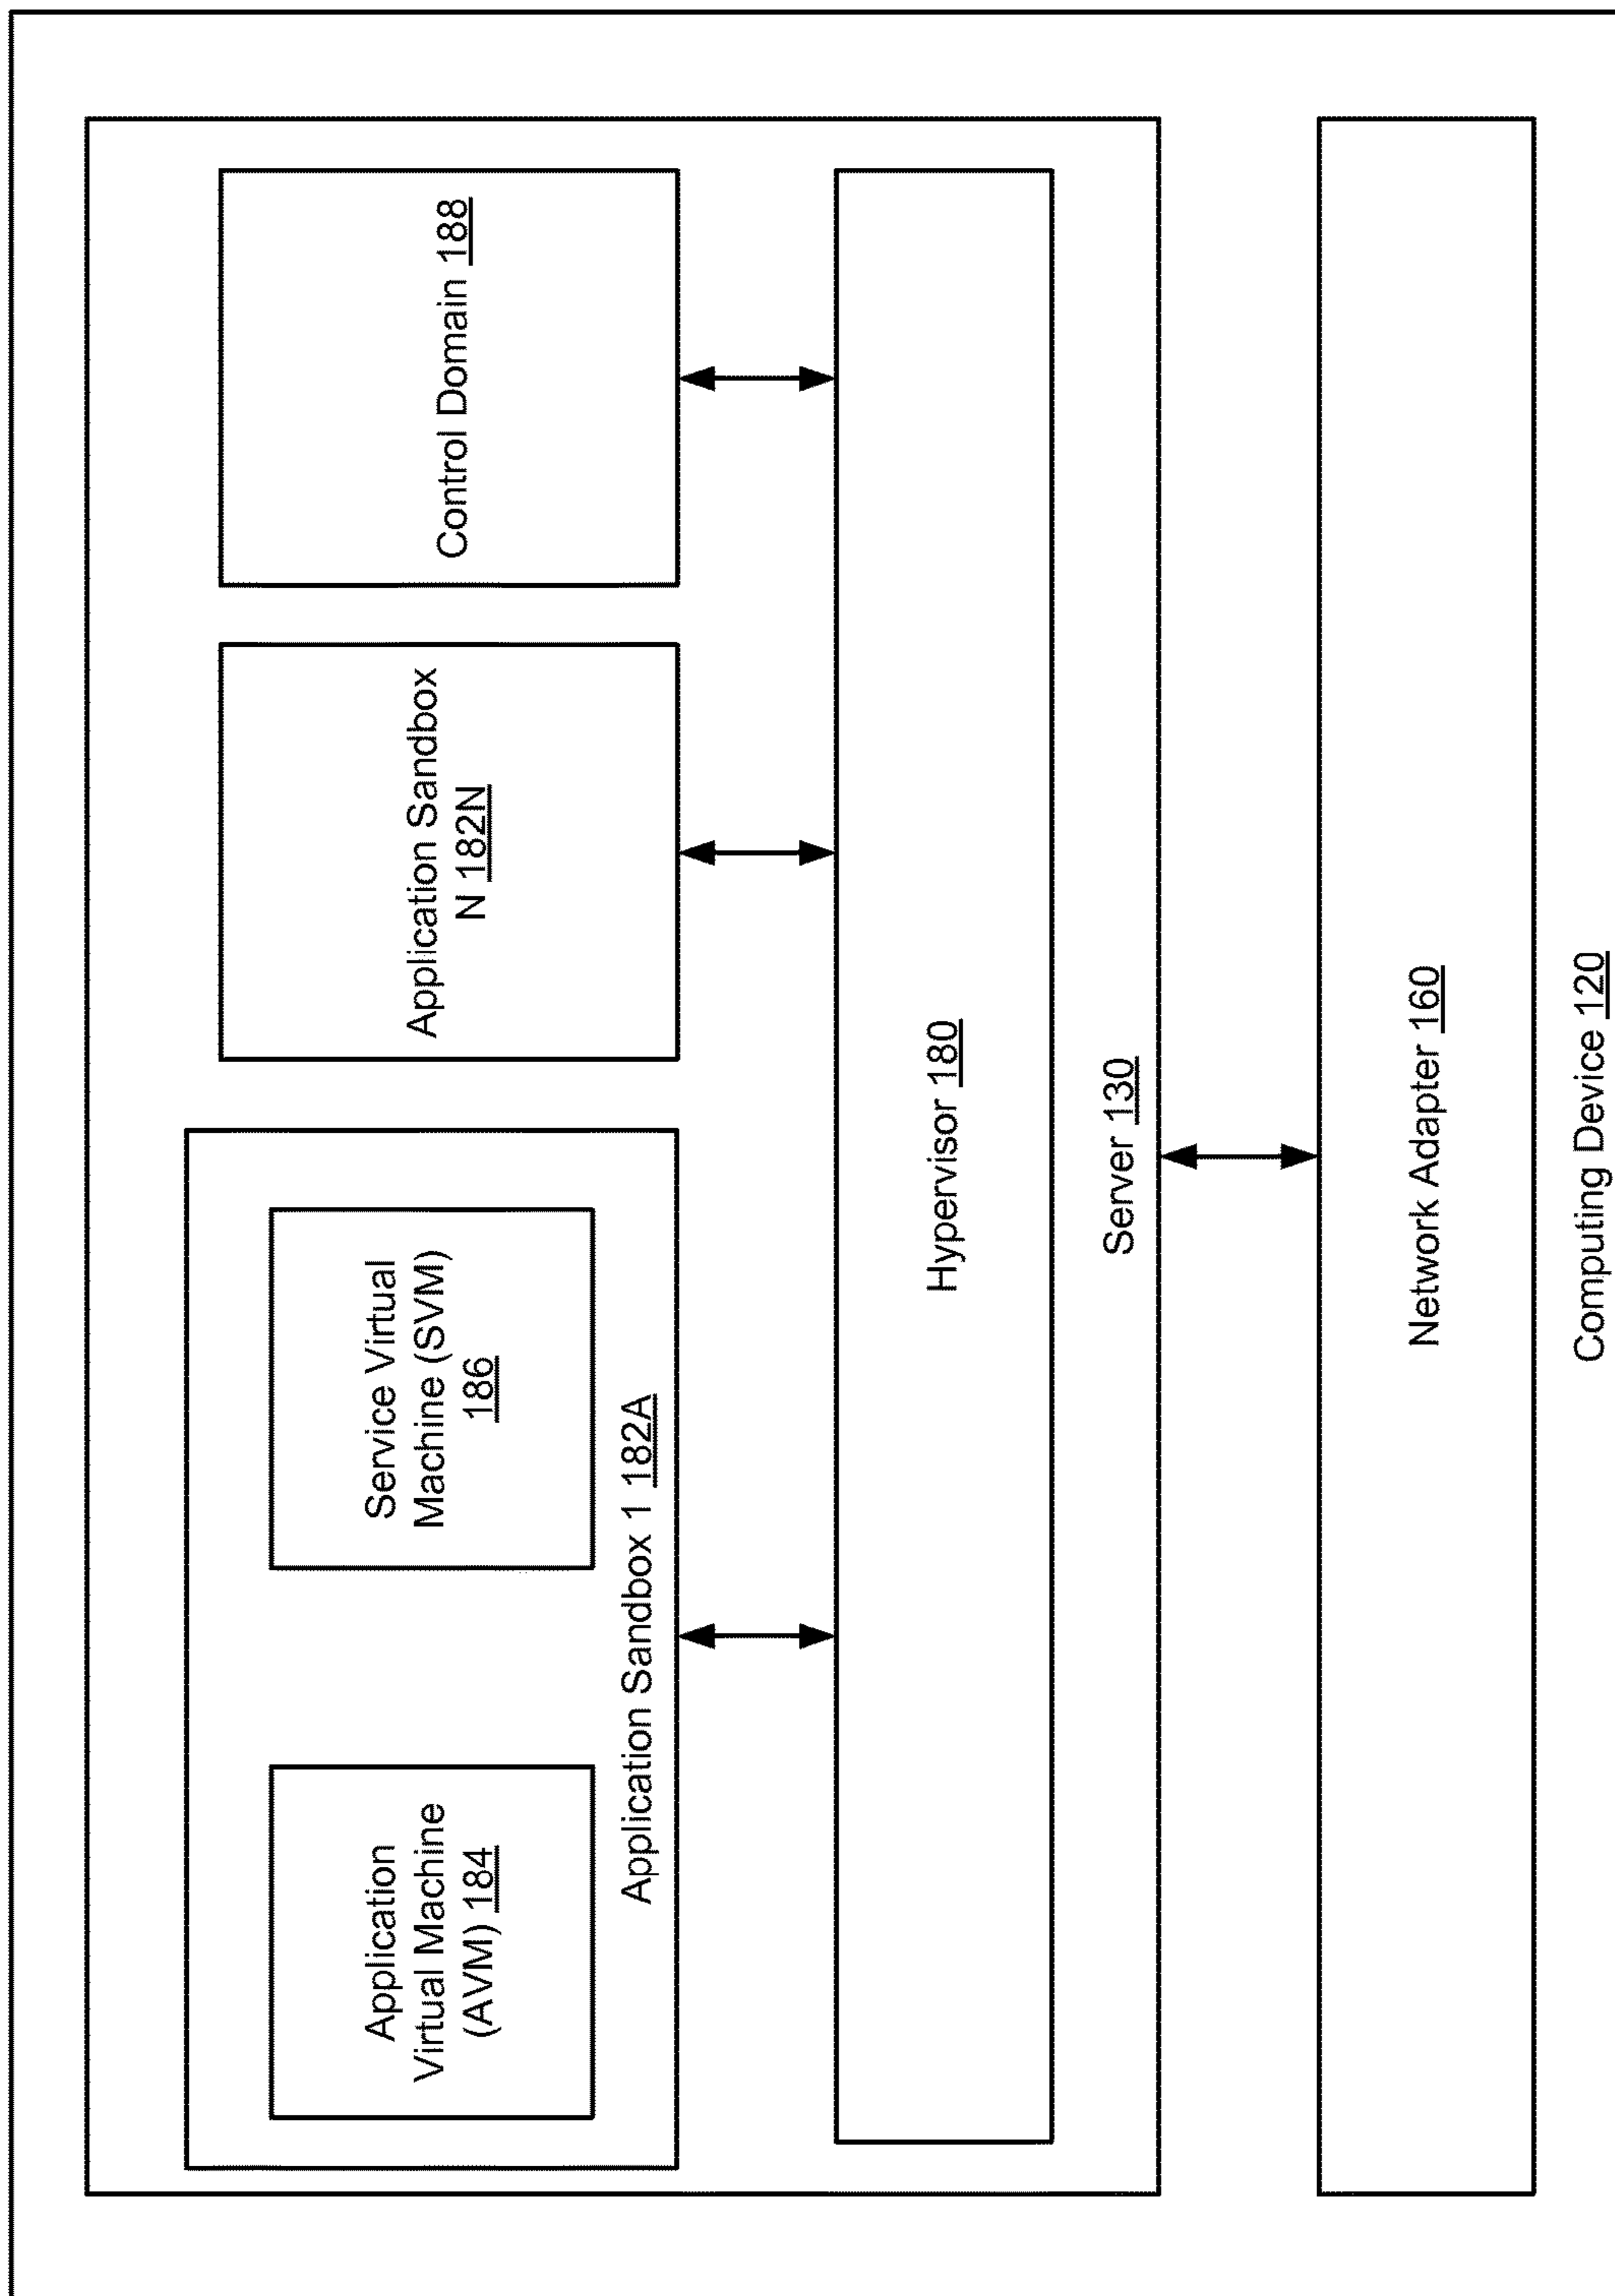 Application
Virtual Machine
(AVM) 184
Service Virtual
Machine (SVM)
186
Application Sandbox 1 182A
Application Sandbox
N 182N
Control Domain 188
Hypervisor 180
Server 130
Network Adapter 160
Computing Device 120